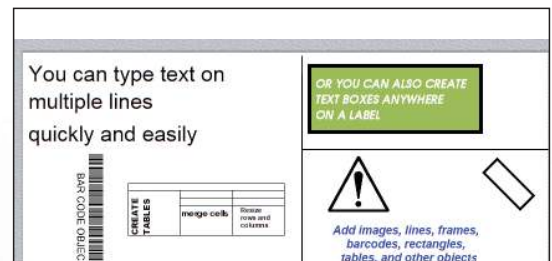 You can type text on
multiple lines
quickly and easily
OR YOU CAN ALSO CREATE
TEXT BOXES ANYWHERE
ON A LABEL
BAR CODE OBJEC
CREATE
TABLES
merge cells
Resize
rows and
columns
Add images, lines, frames,
barcodes, rectangles,
tables, and other objects